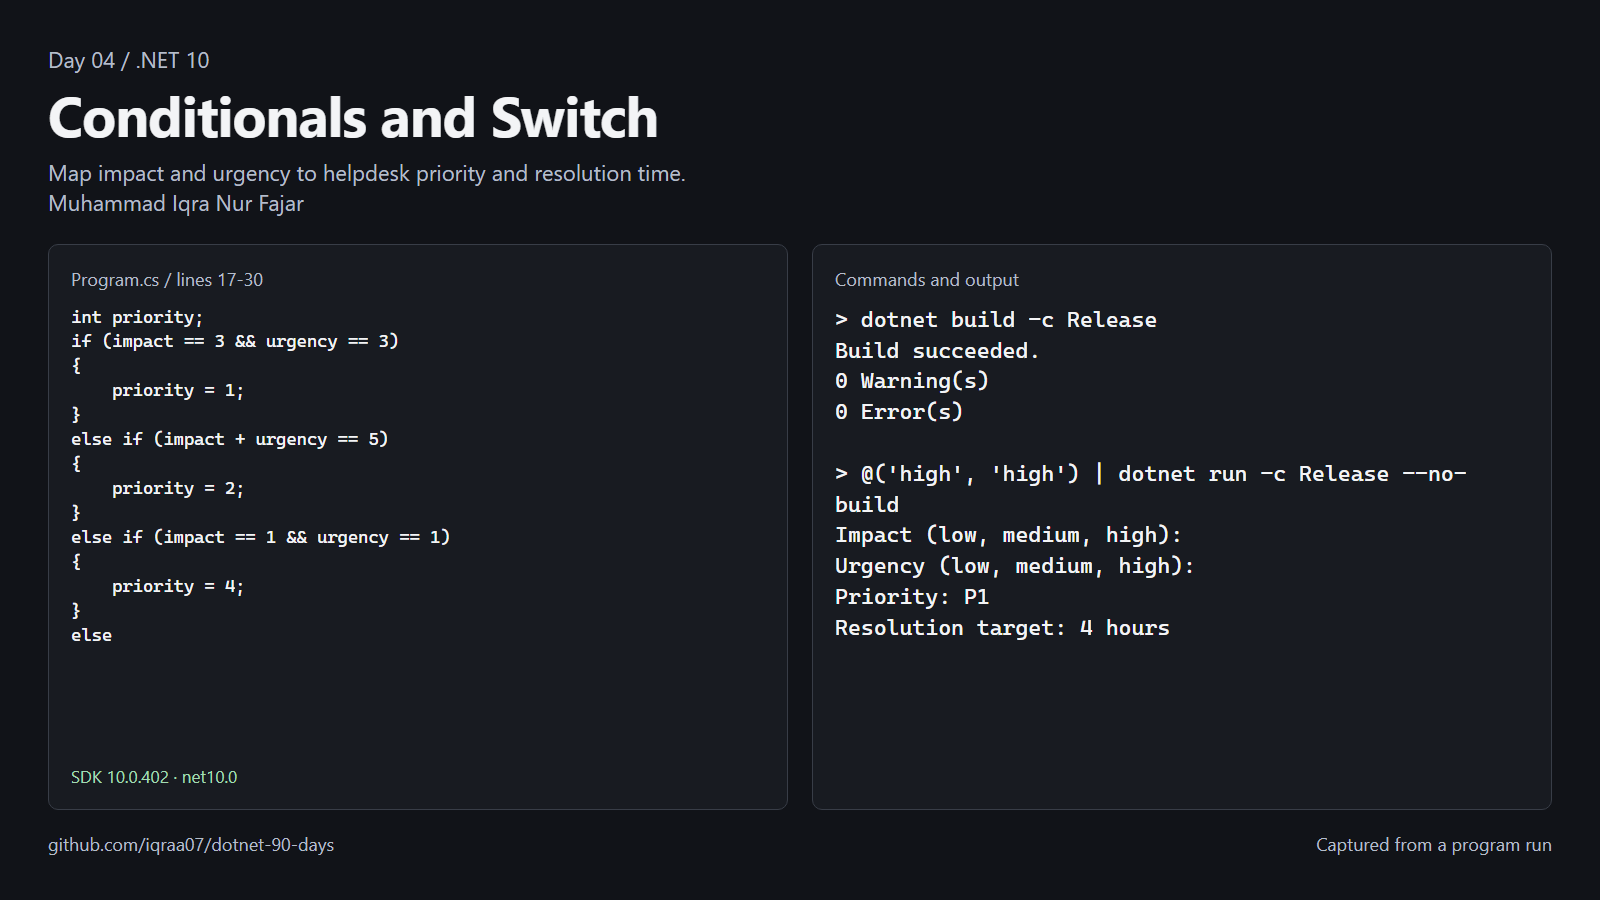 Day 04 / .NET 10
Conditionals and Switch
Map impact and urgency to helpdesk priority and resolution time.
Muhammad Iqra Nur Fajar
Program.cs / lines 17-30
int priority;
if (impact == 3 && urgency == 3)
{
    priority = 1;
}
else if (impact + urgency == 5)
{
    priority = 2;
}
else if (impact == 1 && urgency == 1)
{
    priority = 4;
}
else
SDK 10.0.402 · net10.0
Commands and output
> dotnet build -c Release
Build succeeded.
0 Warning(s)
0 Error(s)
> @('high', 'high') | dotnet run -c Release --no-
build
Impact (low, medium, high):
Urgency (low, medium, high):
Priority: P1
Resolution target: 4 hours
github.com/iqraa07/dotnet-90-days
Captured from a program run